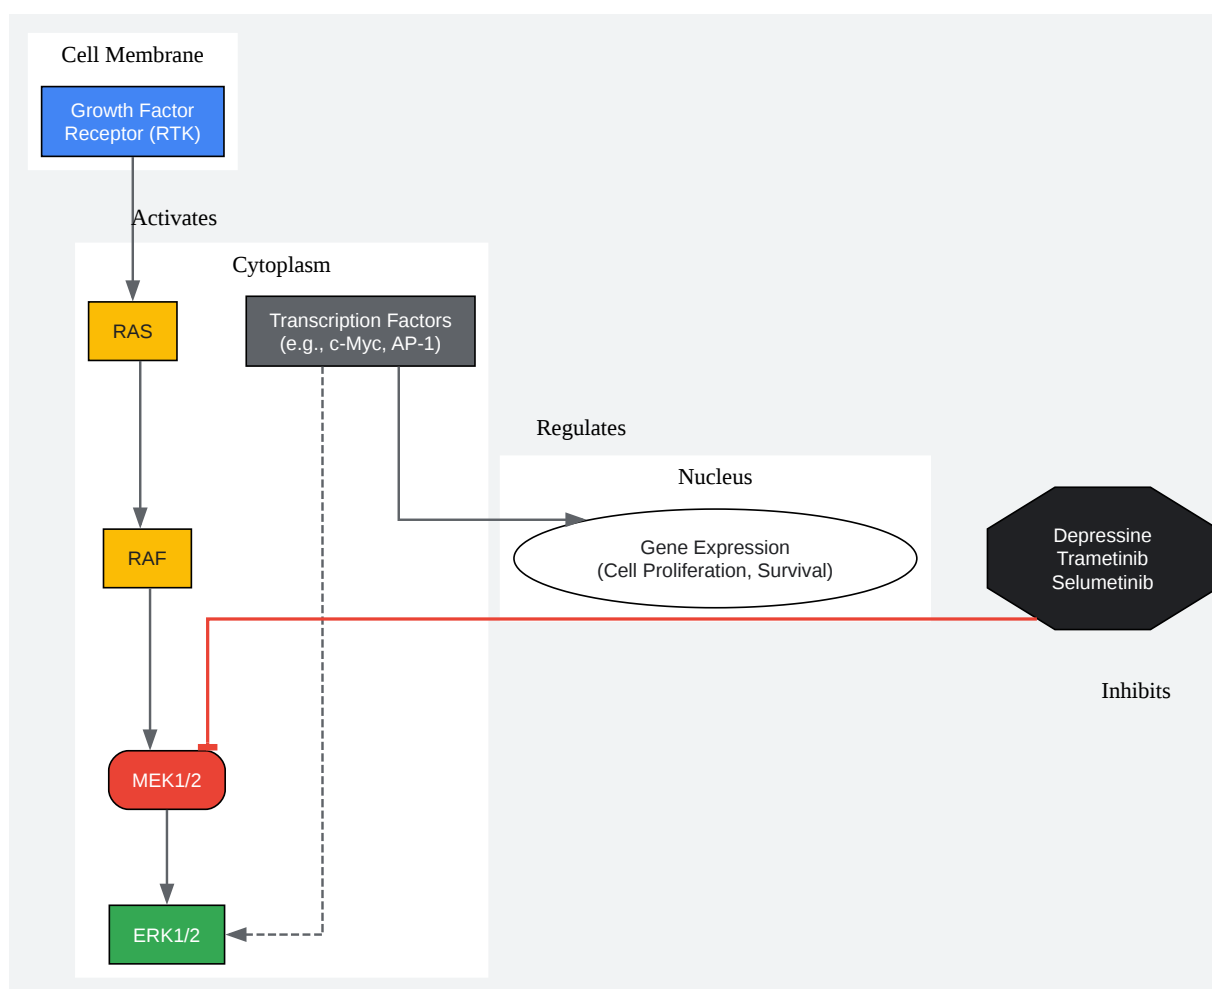 Cell Membrane
Growth Factor
Receptor (RTK)
Activates
Cytoplasm
RAS
Transcription Factors
(e.g., c-Myc, AP-1)
Regulates
Nucleus
RAF
Gene Expression
(Cell Proliferation, Survival)
Depressine
Trametinib
Selumetinib
Inhibits
MEK1/2
ERK1/2